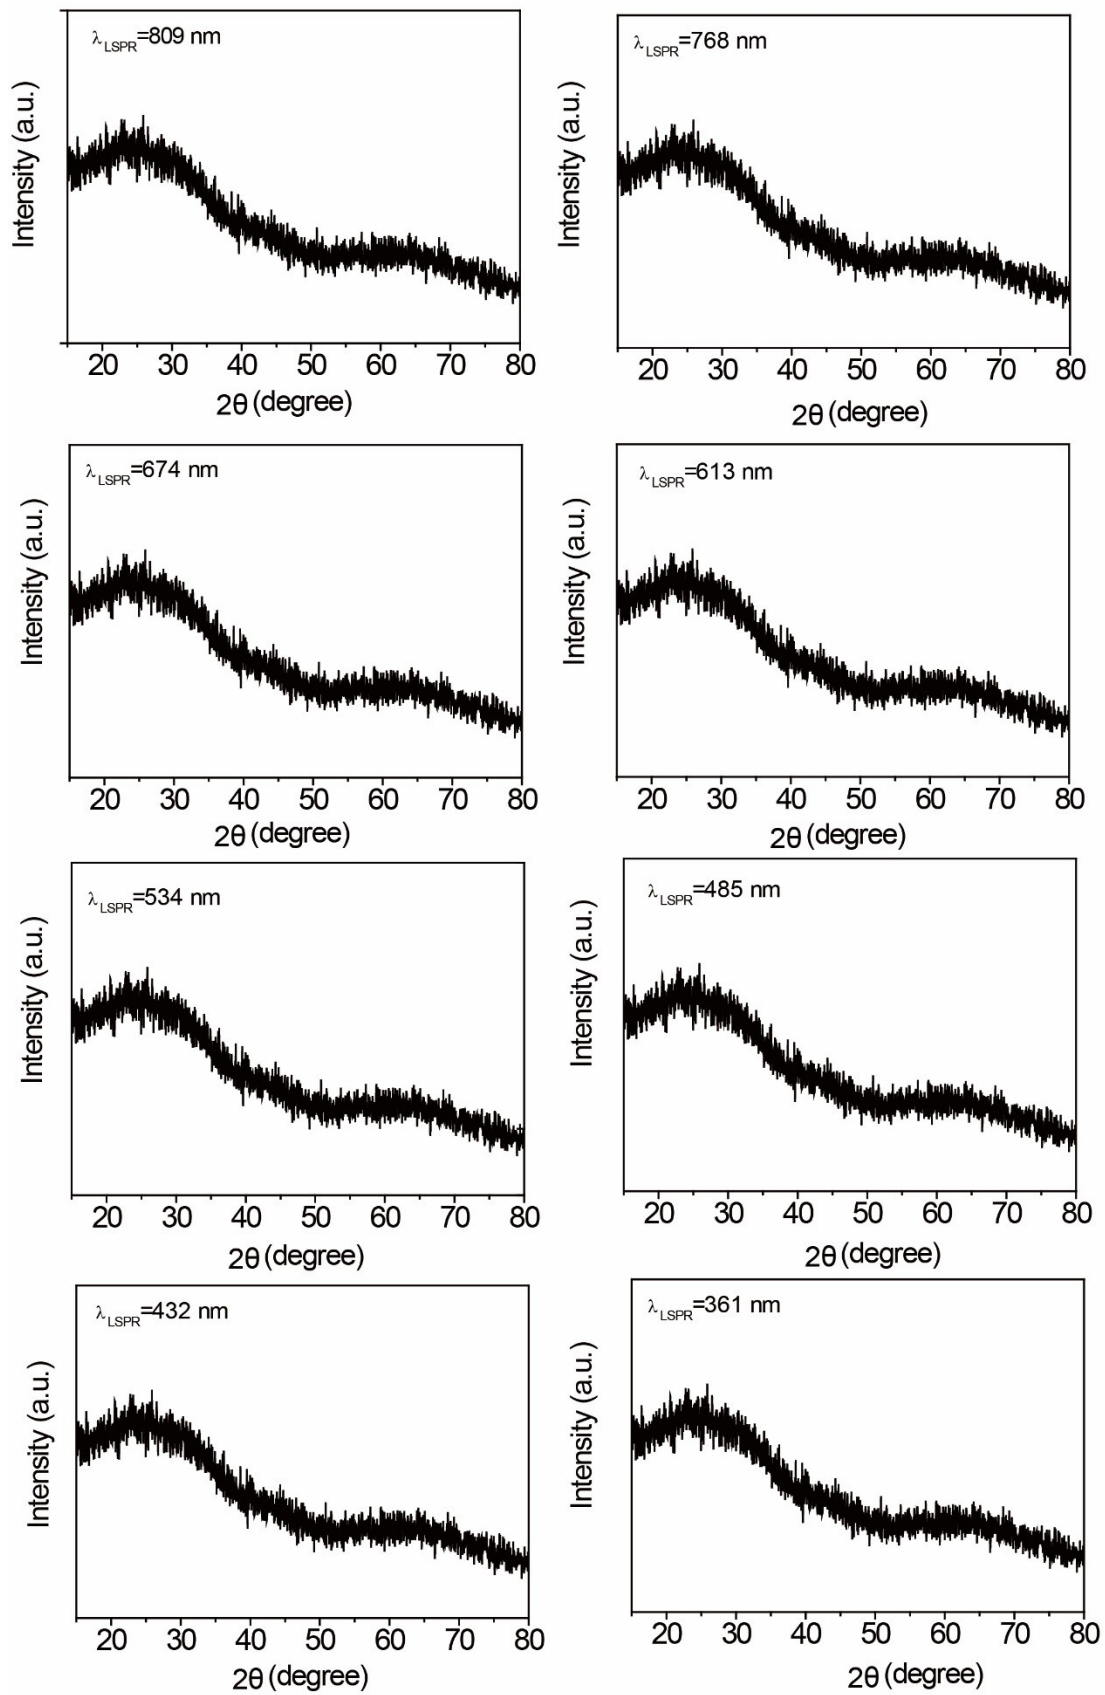 λLSPR=809 nm
Intensity (a.u.)
20 30 40 50 60 70 80
2θ (degree)
λLSPR=768 nm
Intensity (a.u.)
20 30 40 50 60 70 80
2θ (degree)
λLSPR=674 nm
Intensity (a.u.)
20 30 40 50 60 70 80
2θ (degree)
λLSPR=613 nm
Intensity (a.u.)
20 30 40 50 60 70 80
2θ (degree)
λLSPR=534 nm
Intensity (a.u.)
20 30 40 50 60 70 80
2θ (degree)
λLSPR=485 nm
Intensity (a.u.)
20 30 40 50 60 70 80
2θ (degree)
λLSPR=432 nm
Intensity (a.u.)
20 30 40 50 60 70 80
2θ (degree)
λLSPR=361 nm
Intensity (a.u.)
20 30 40 50 60 70 80
2θ (degree)